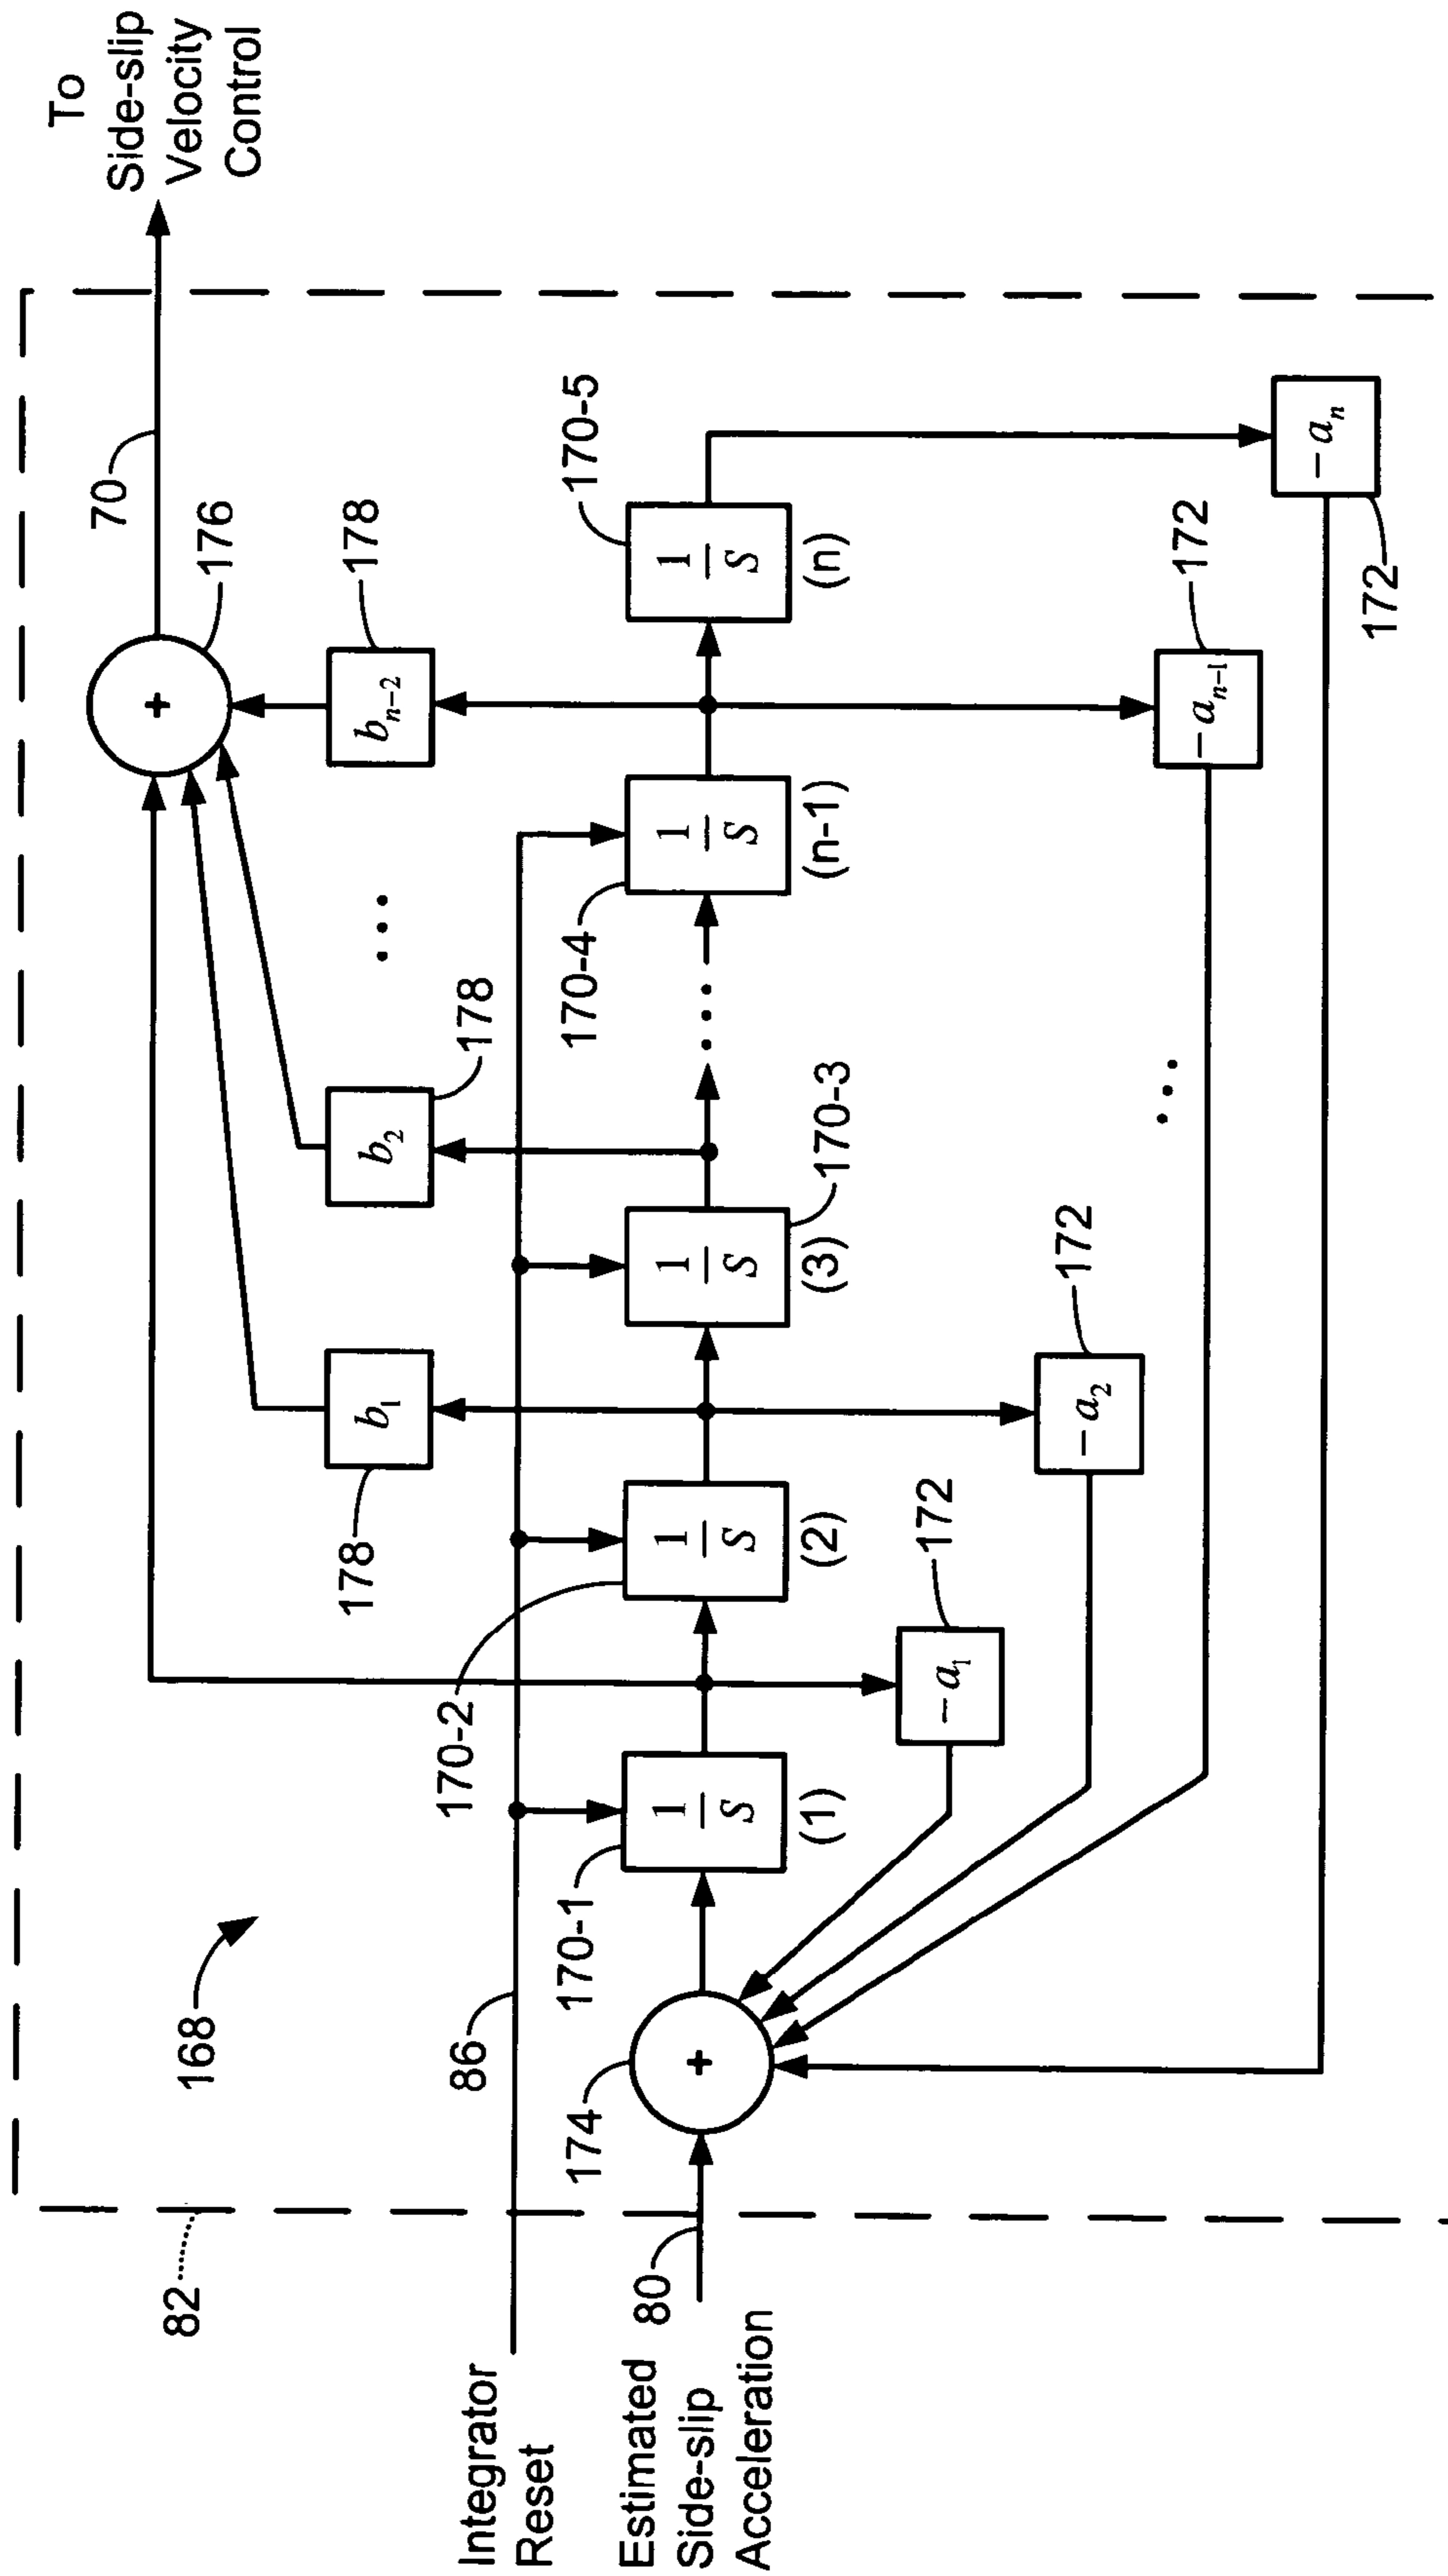 To
Side-slip
Velocity
Control
70
176
+
178
b_{n-2}
178
b_2
178
b_1
...
168
82
86
Integrator
Reset
80
Estimated
Side-slip
Acceleration
174
+
170-1
1
S
(1)
170-2
1
S
(2)
170-3
1
S
(3)
...
170-4
1
S
(n-1)
170-5
1
S
(n)
-a_1
172
-a_2
172
...
-a_{n-1}
172
-a_n
172